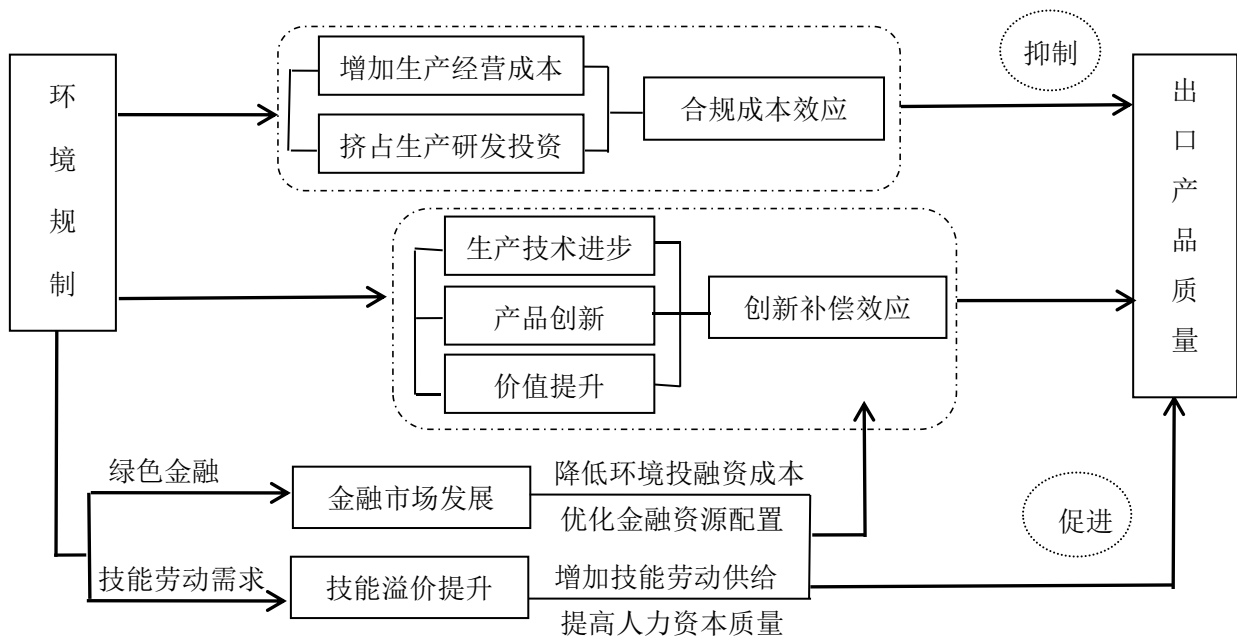 环境规制
增加生产经营成本
挤占生产研发投资
合规成本效应
抑制
出口产品质量
生产技术进步
产品创新
价值提升
创新补偿效应
绿色金融
金融市场发展
降低环境投融资成本
优化金融资源配置
技能劳动需求
技能溢价提升
增加技能劳动供给
提高人力资本质量
促进